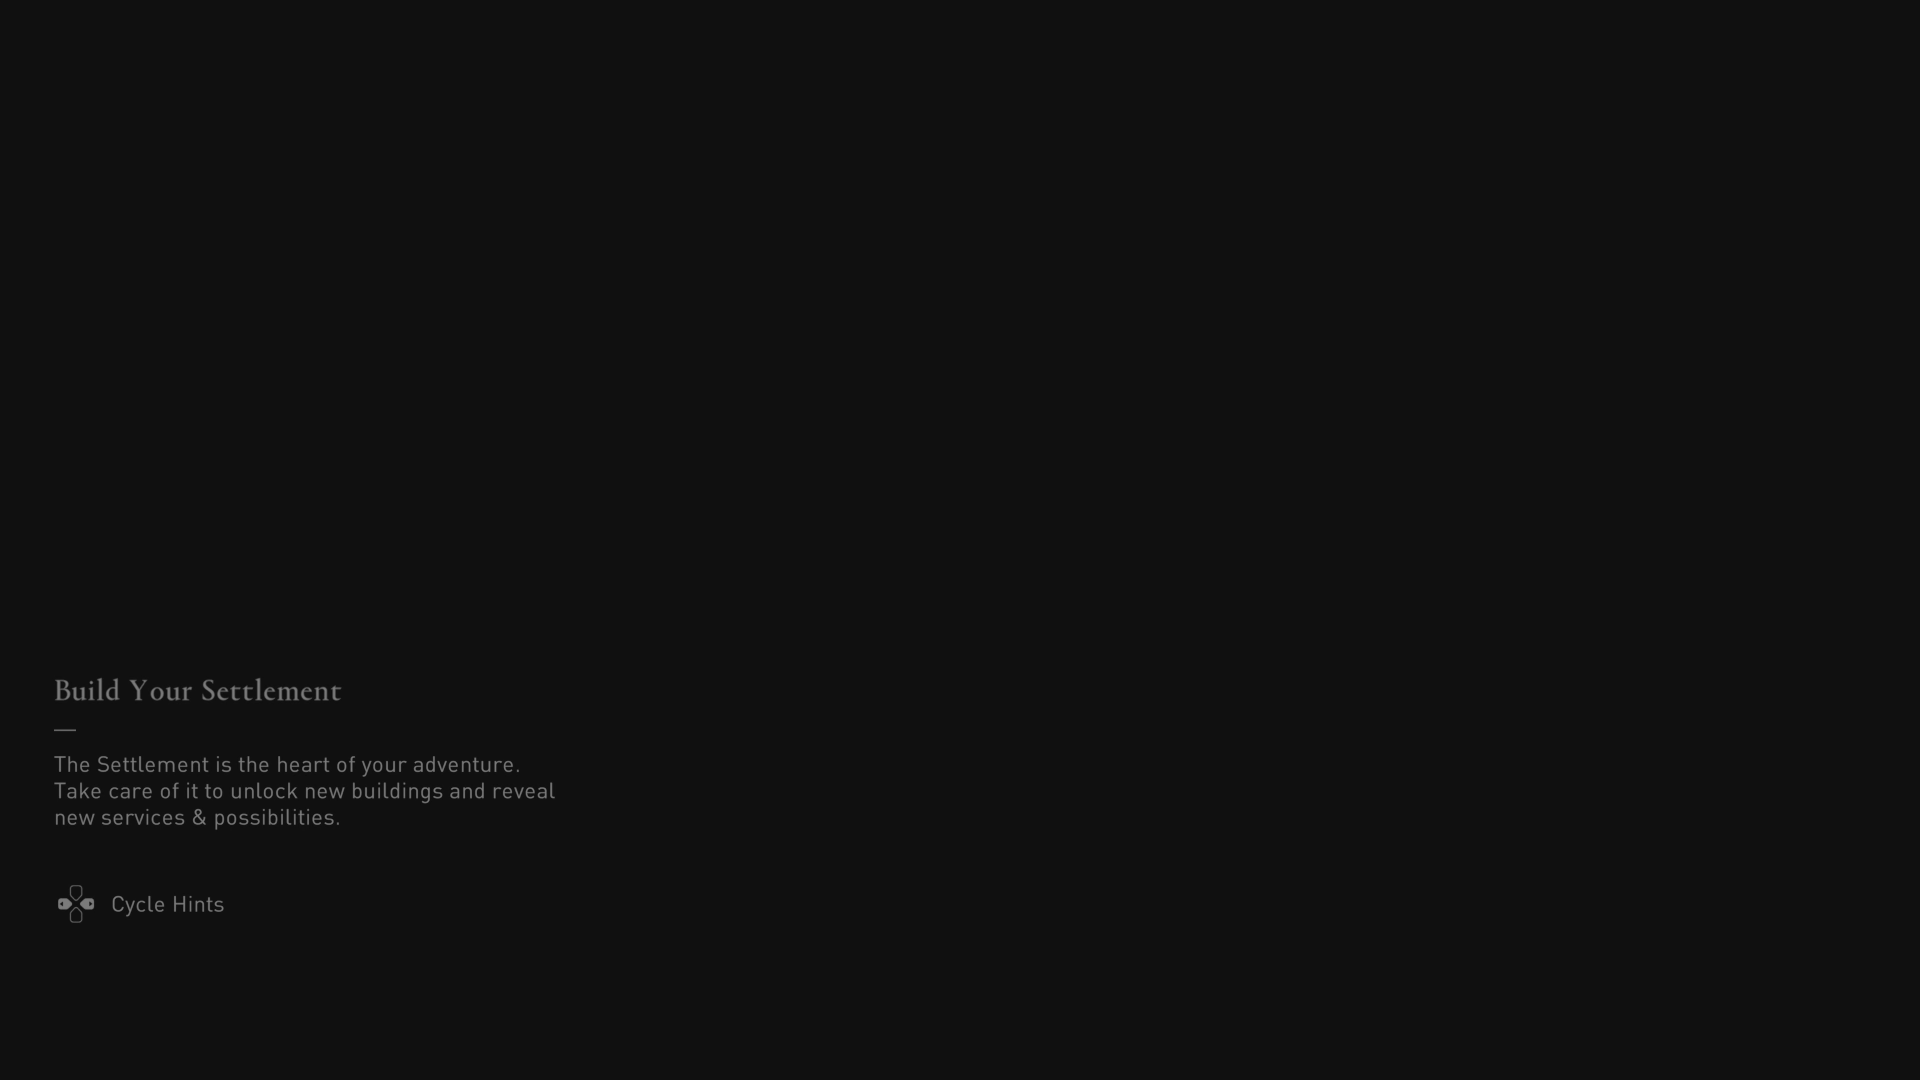 Build Your Settlement
The Settlement is the heart of your adventure.
Take care of it to unlock new buildings and reveal
new services & possibilities.
Cycle Hints